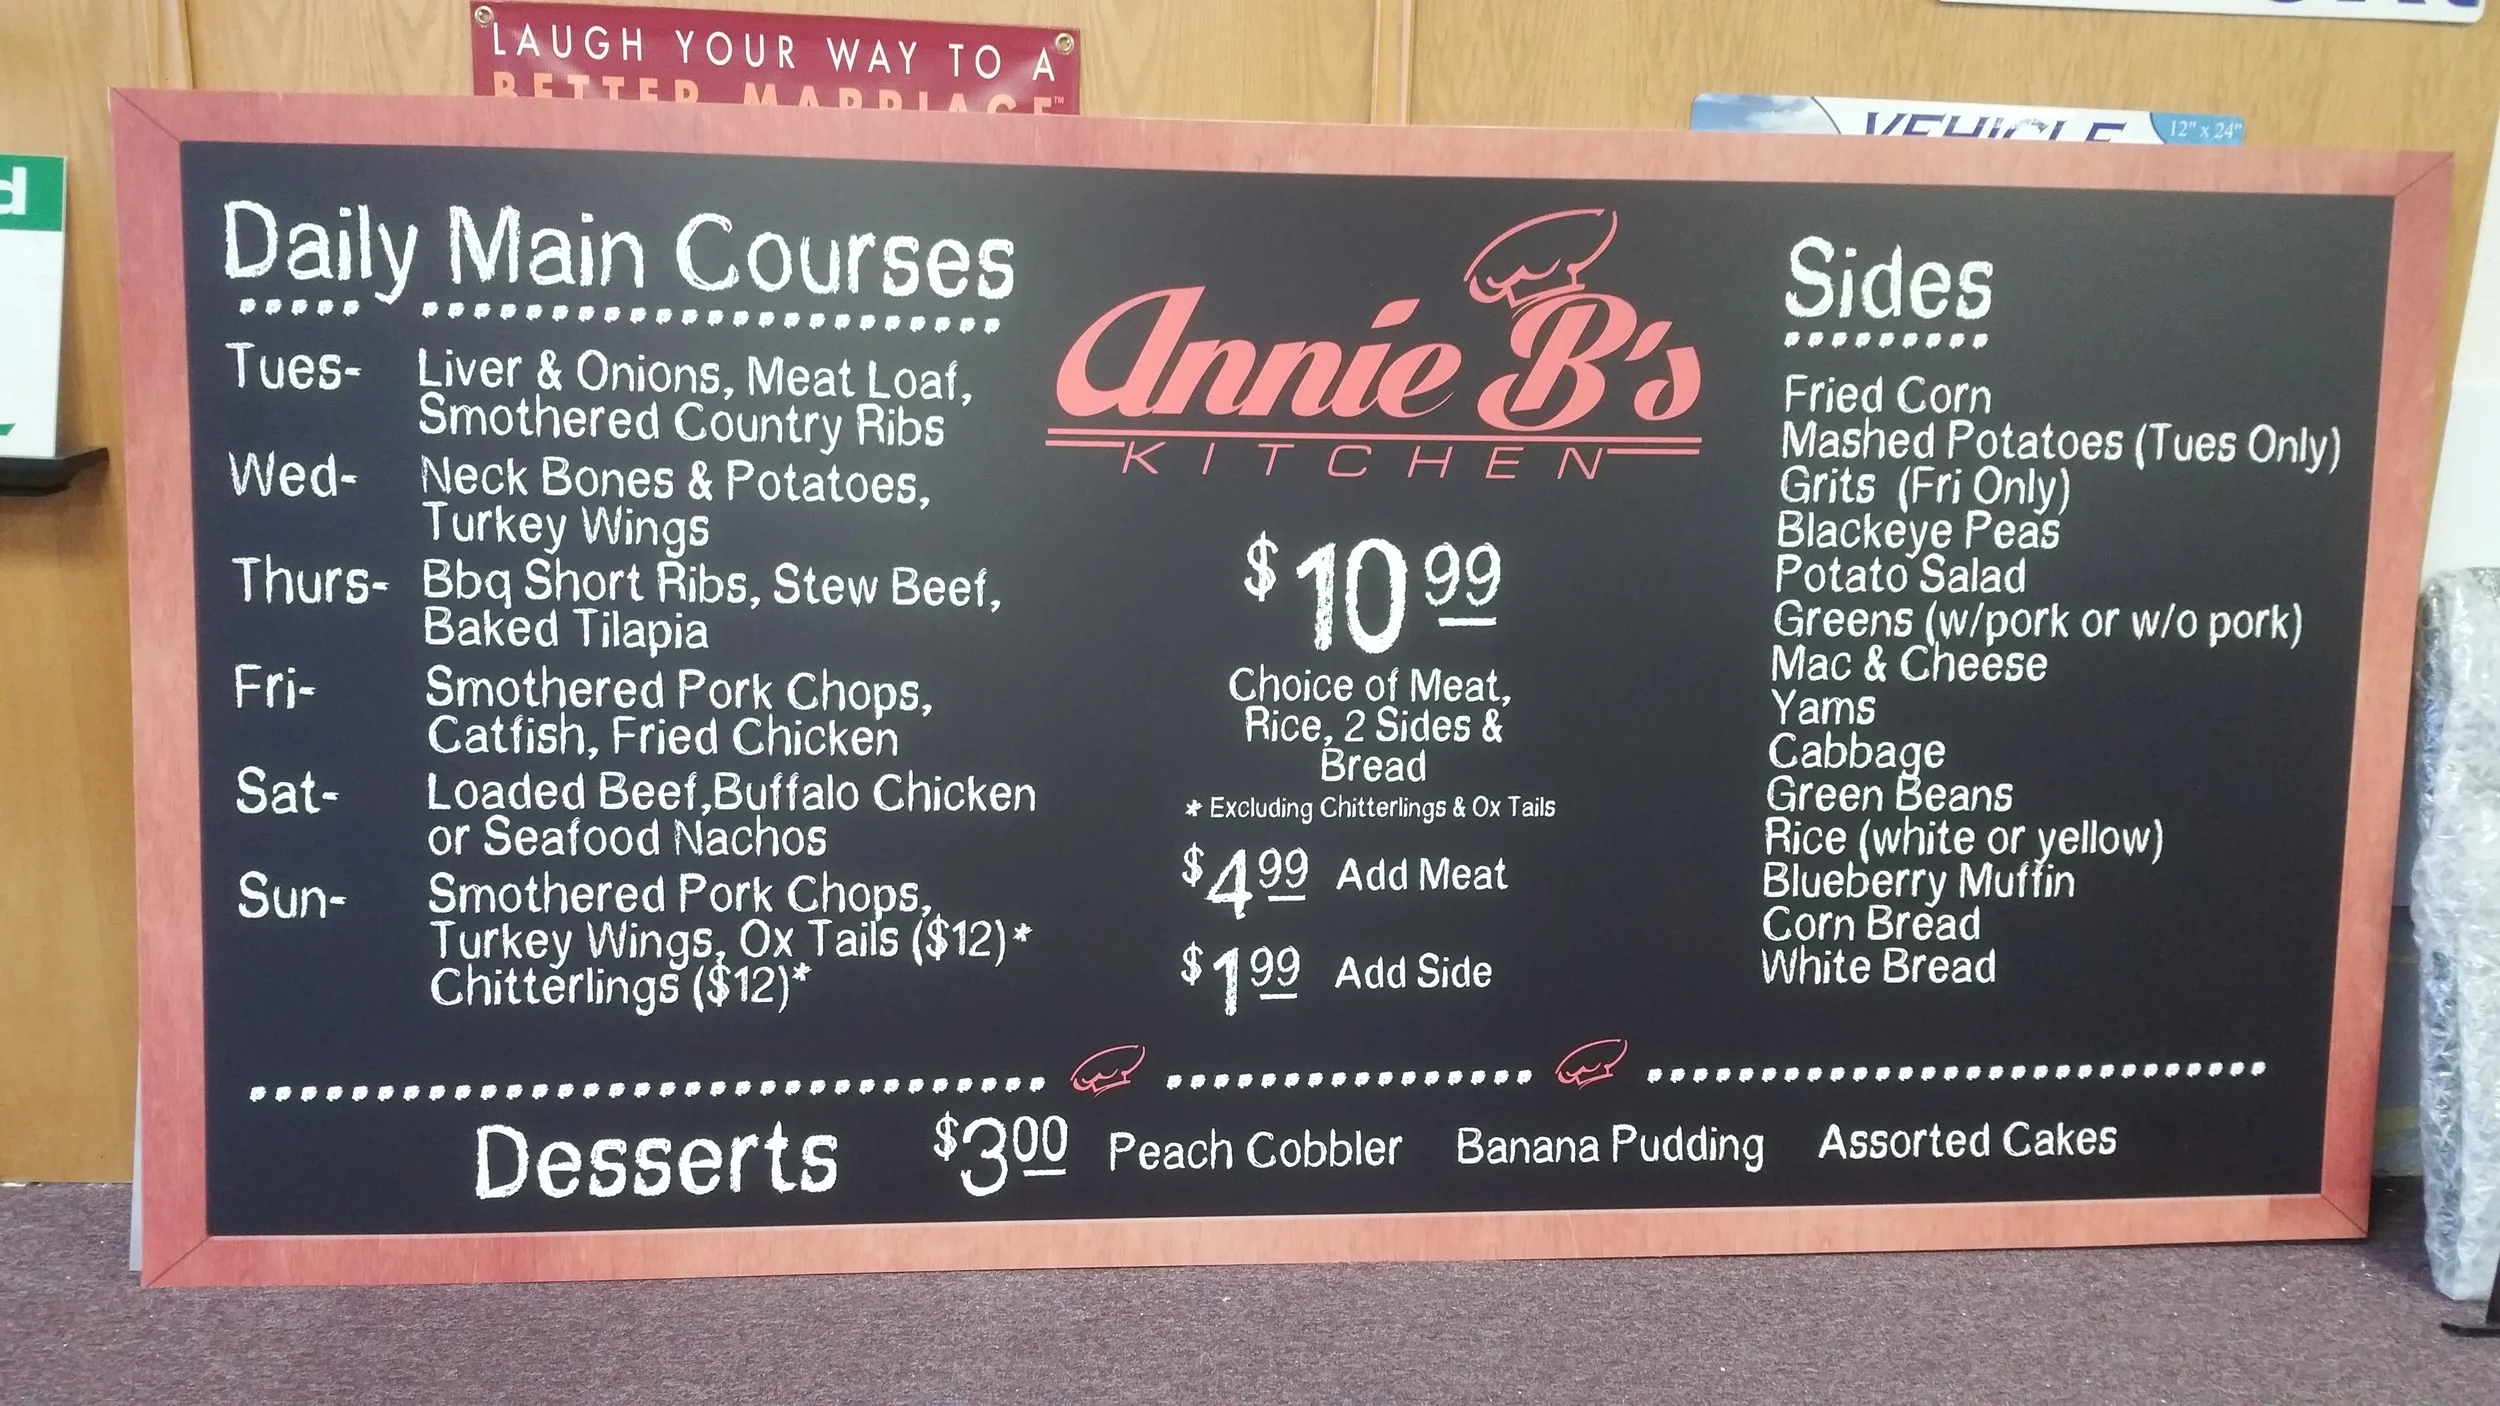 LAUGH YOUR WAY TO A
BETTER MARRIAGE™
VEHICLE
12" x 24"
d
Daily Main Courses
Tues- Liver & Onions, Meat Loaf,
Smothered Country Ribs
Wed- Neck Bones & Potatoes,
Turkey Wings
Thurs- Bbq Short Ribs, Stew Beef,
Baked Tilapia
Fri- Smothered Pork Chops,
Catfish, Fried Chicken
Sat- Loaded Beef,Buffalo Chicken
or Seafood Nachos
Sun- Smothered Pork Chops,
Turkey Wings, Ox Tails ($12)*
Chitterlings ($12)*
Annie B's
KITCHEN
$10 99
Choice of Meat,
Rice, 2 Sides &
Bread
* Excluding Chitterlings & Ox Tails
$4 99 Add Meat
$1 99 Add Side
Sides
Fried Corn
Mashed Potatoes (Tues Only)
Grits (Fri Only)
Blackeye Peas
Potato Salad
Greens (w/pork or w/o pork)
Mac & Cheese
Yams
Cabbage
Green Beans
Rice (white or yellow)
Blueberry Muffin
Corn Bread
White Bread
Desserts $3 00 Peach Cobbler Banana Pudding Assorted Cakes